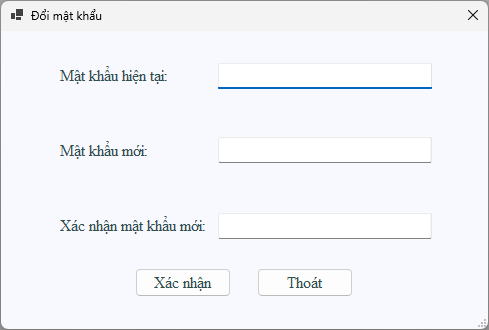 Đổi mật khẩu
Mật khẩu hiện tại:
Mật khẩu mới:
Xác nhận mật khẩu mới:
Xác nhận
Thoát